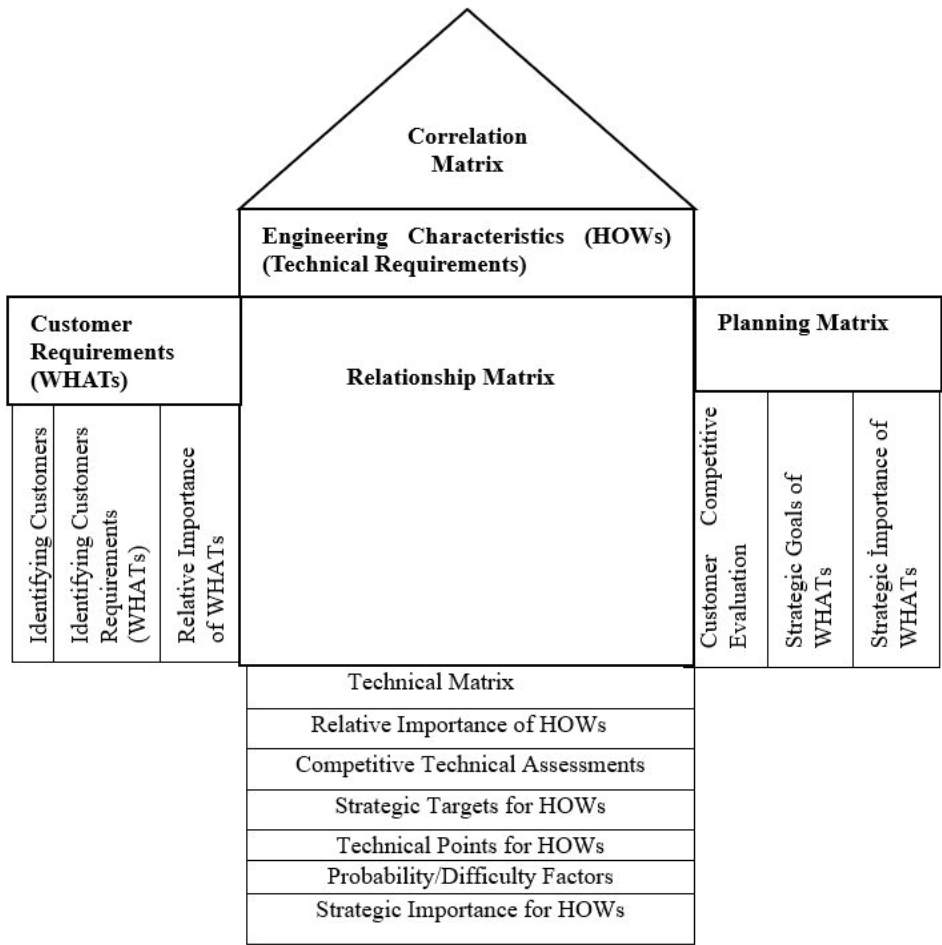 Correlation
Matrix
Engineering Characteristics (HOWs)
(Technical Requirements)
Customer
Requirements
(WHATs)
Relationship Matrix
Planning Matrix
Identifying Customers
Identifying Customers
Requirements
(WHATs)
Relative Importance
of WHATs
Customer Competitive
Evaluation
Strategic Goals of
WHATs
Strategic Importance of
WHATs
Technical Matrix
Relative Importance of HOWs
Competitive Technical Assessments
Strategic Targets for HOWs
Technical Points for HOWs
Probability/Difficulty Factors
Strategic Importance for HOWs